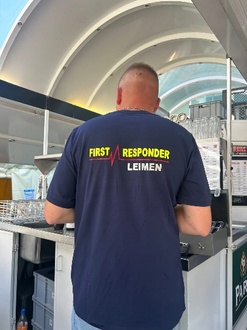 FIRST RESPONDER
LEIMEN